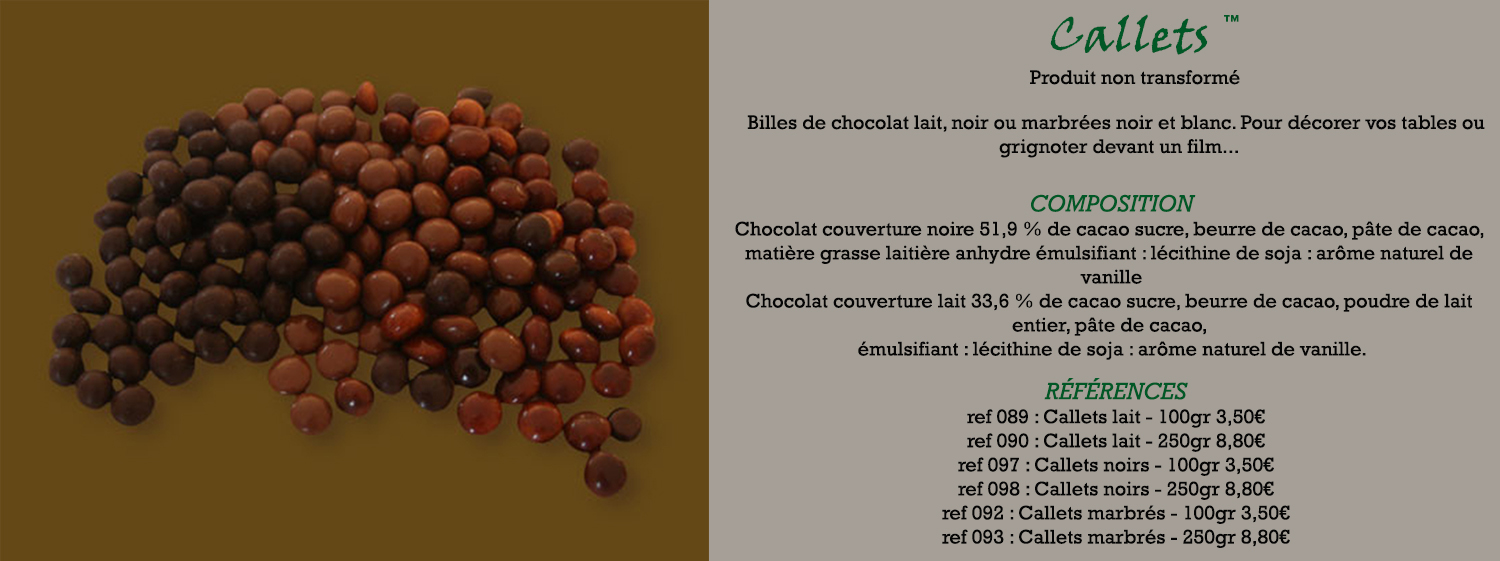 Callets ™
Produit non transformé
Billes de chocolat lait, noir ou marbrées noir et blanc. Pour décorer vos tables ou
grignoter devant un film...
COMPOSITION
Chocolat couverture noire 51,9 % de cacao sucre, beurre de cacao, pâte de cacao,
matière grasse laitière anhydre émulsifiant : lécithine de soja : arôme naturel de
vanille
Chocolat couverture lait 33,6 % de cacao sucre, beurre de cacao, poudre de lait
entier, pâte de cacao,
émulsifiant : lécithine de soja : arôme naturel de vanille.
RÉFÉRENCES
ref 089 : Callets lait - 100gr 3,50€
ref 090 : Callets lait - 250gr 8,80€
ref 097 : Callets noirs - 100gr 3,50€
ref 098 : Callets noirs - 250gr 8,80€
ref 092 : Callets marbrés - 100gr 3,50€
ref 093 : Callets marbrés - 250gr 8,80€